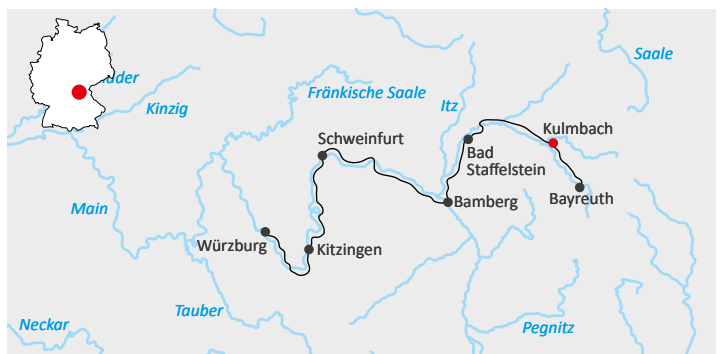 Saale
Kinzig
Fränkische Saale
Itz
Schweinfurt
Kulmbach
Bad
Staffelstein
Main
Bamberg
Bayreuth
Würzburg
Kitzingen
Tauber
Neckar
Pegnitz